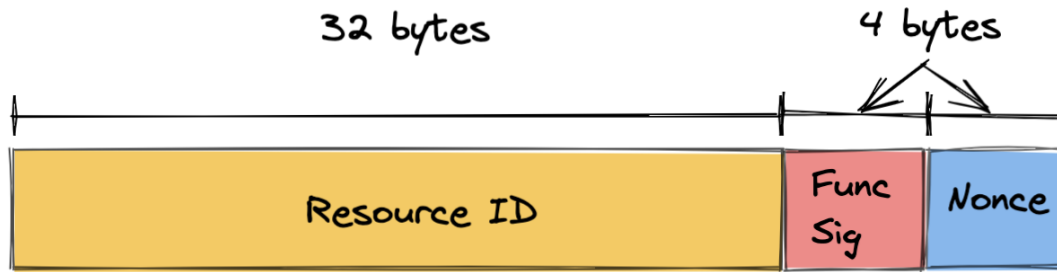 32 bytes
4 bytes
Resource ID
Func
Sig
Nonce